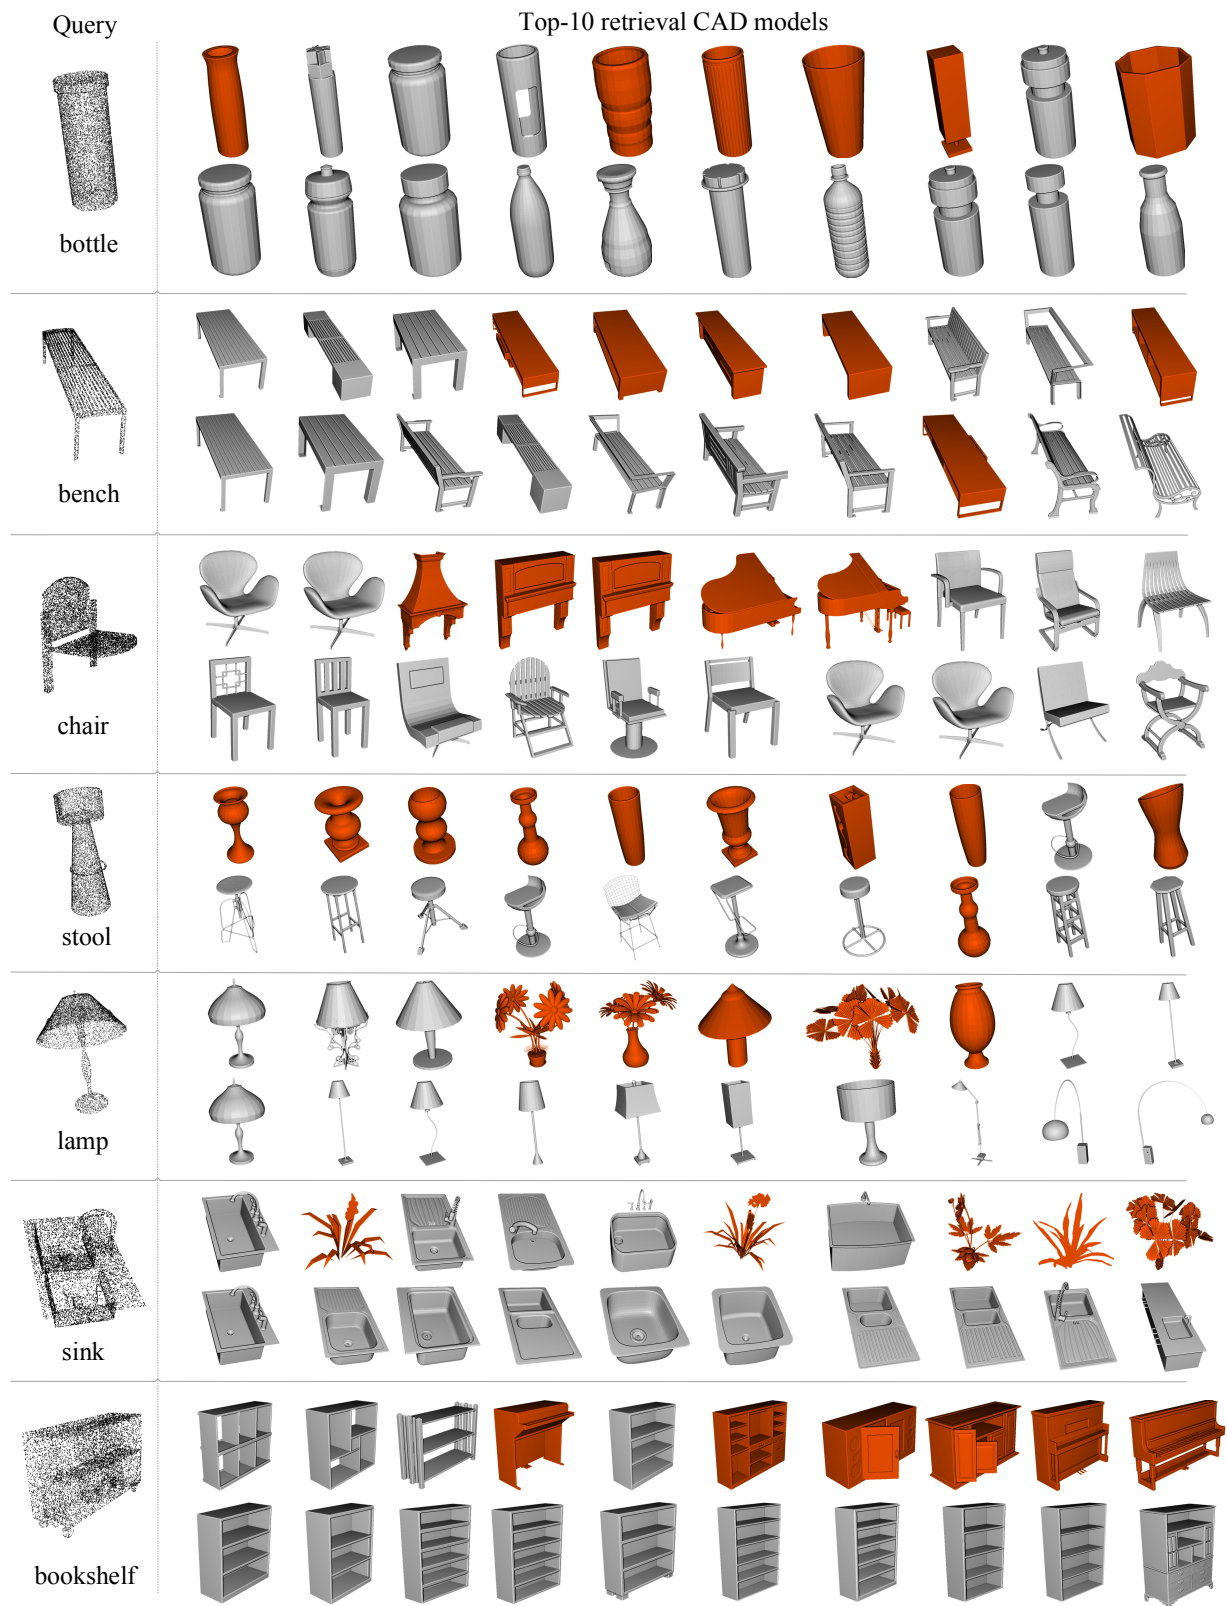 Query
Top-10 retrieval CAD models
bottle
bench
chair
stool
lamp
sink
bookshelf